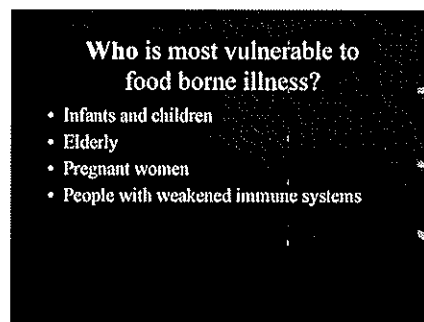 Who is most vulnerable to
food borne illness?
• Infants and children
• Elderly
• Pregnant women
• People with weakened immune systems